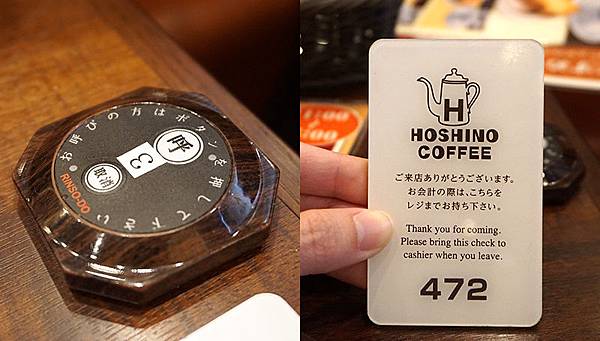 お呼びの方はボタンを押して下さい
呼
3
取消
RINSO-DO
H
HOSHINO
COFFEE
ご来店ありがとうございます。
お会計の際は、こちらを
レジまでお持ち下さい。
Thank you for coming.
Please bring this check to
cashier when you leave.
472